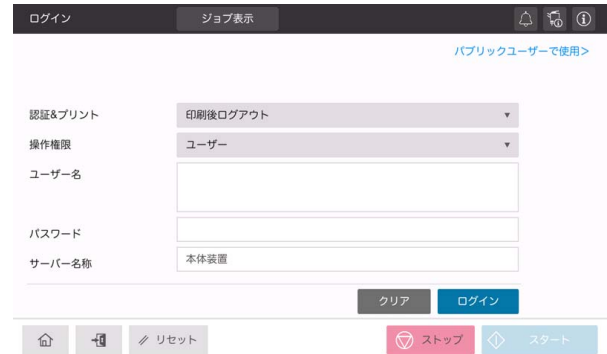 ログイン ジョブ表示
パブリックユーザーで使用>
認証&プリント 印刷後ログアウト
操作権限 ユーザー
ユーザー名
パスワード
サーバー名称 本体装置
クリア ログイン
リセット ストップ スタート